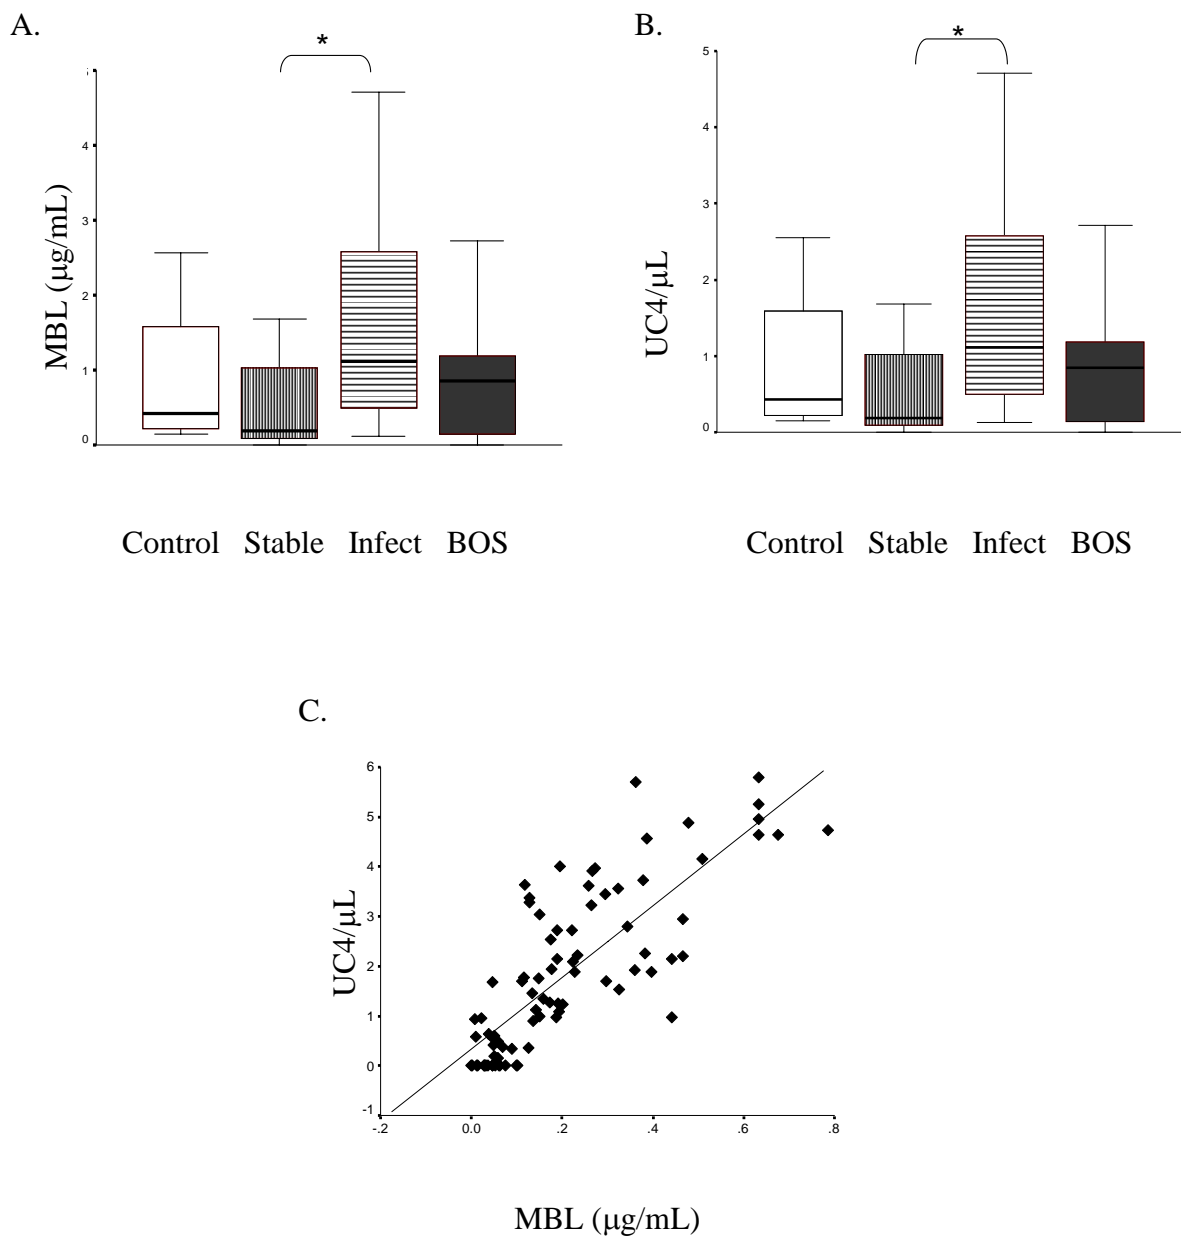 A.
*
MBL (µg/mL)
4
3
2
1
0
Control Stable Infect BOS
B.
*
UC4/µL
5
4
3
2
1
0
Control Stable Infect BOS
C.
UC4/µL
6
5
4
3
2
1
0
-1
-.2 0.0 .2 .4 .6 .8
MBL (µg/mL)